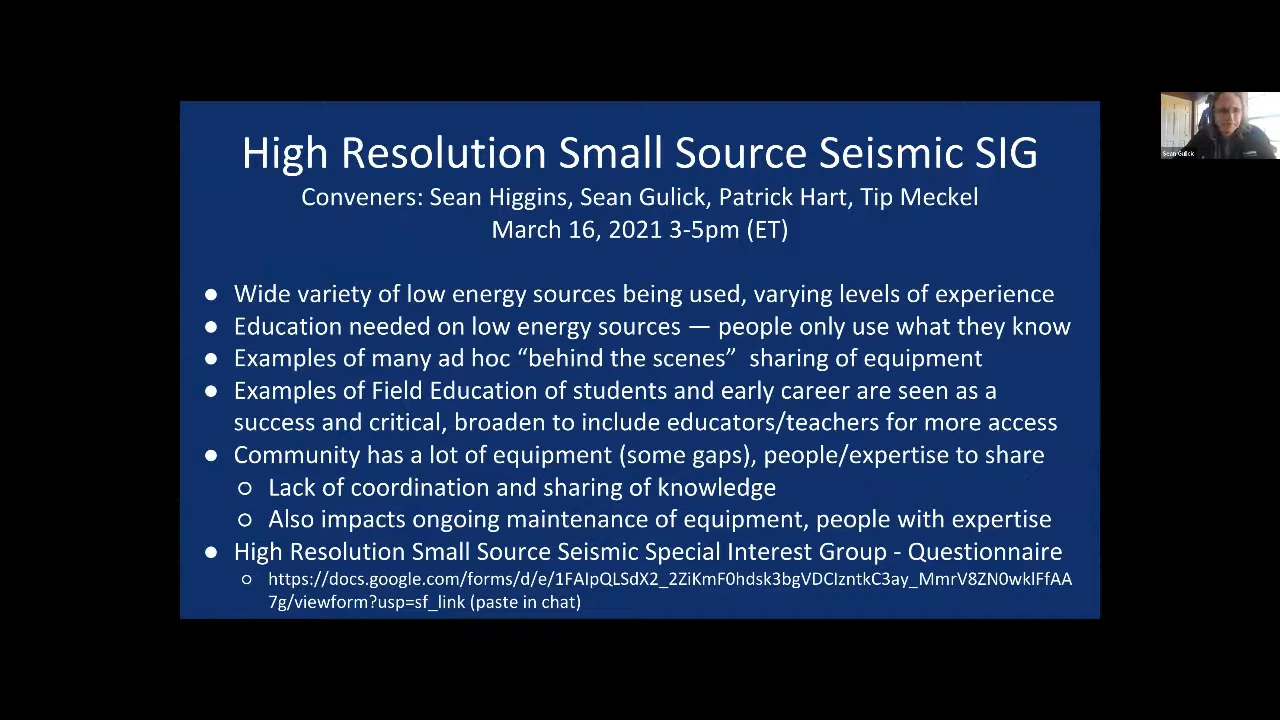 High Resolution Small Source Seismic SIG
Conveners: Sean Higgins, Sean Gulick, Patrick Hart, Tip Meckel
March 16, 2021 3-5pm (ET)
● Wide variety of low energy sources being used, varying levels of experience
● Education needed on low energy sources — people only use what they know
● Examples of many ad hoc “behind the scenes” sharing of equipment
● Examples of Field Education of students and early career are seen as a
success and critical, broaden to include educators/teachers for more access
● Community has a lot of equipment (some gaps), people/expertise to share
○ Lack of coordination and sharing of knowledge
○ Also impacts ongoing maintenance of equipment, people with expertise
● High Resolution Small Source Seismic Special Interest Group - Questionnaire
○ https://docs.google.com/forms/d/e/1FAIpQLSdX2_2ZiKmF0hdsk3bgVDCIzntkC3ay_MmrV8ZN0wklFfAA
7g/viewform?usp=sf_link (paste in chat)
Sean Gulick